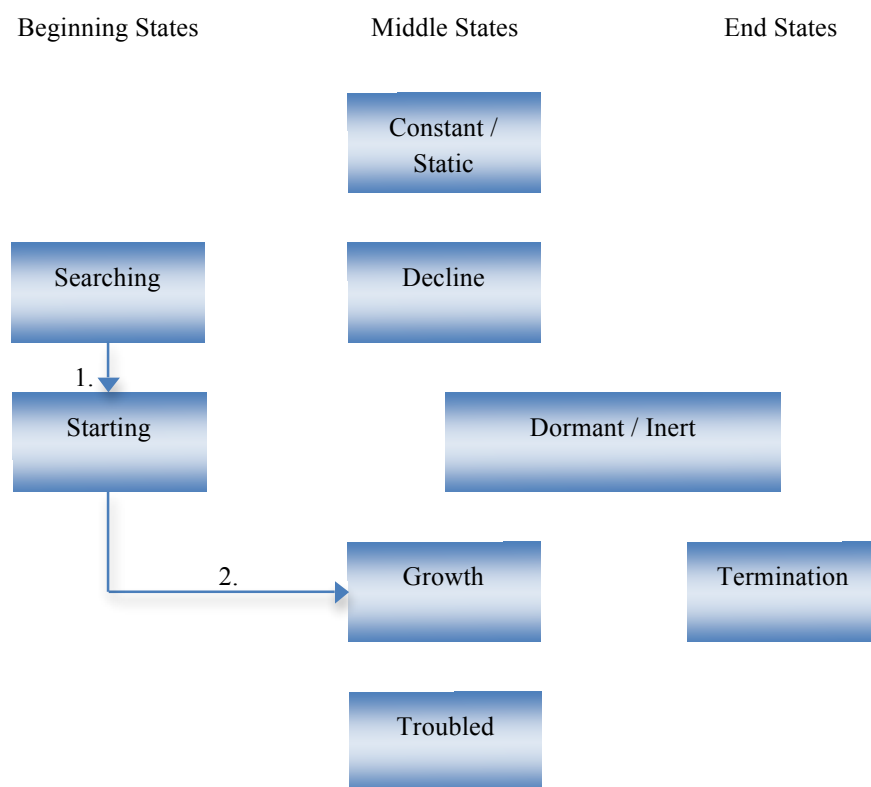 Beginning States
Middle States
End States
Constant /
Static
Searching
Decline
1.
Starting
Dormant / Inert
2.
Growth
Termination
Troubled